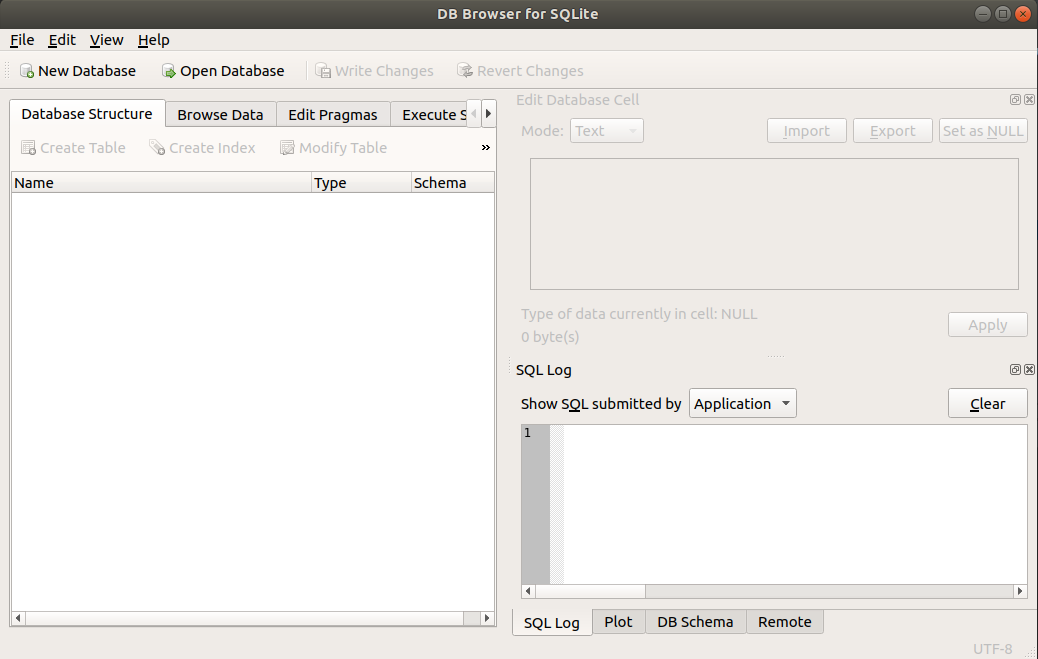 DB Browser for SQLite
File Edit View Help
New Database Open Database Write Changes Revert Changes
Database Structure Browse Data Edit Pragmas Execute S
Create Table Create Index Modify Table »
Name Type Schema
Edit Database Cell
Mode: Text Import Export Set as NULL
Type of data currently in cell: NULL
0 byte(s)
Apply
SQL Log
Show SQL submitted by Application Clear
1
SQL Log Plot DB Schema Remote
UTF-8